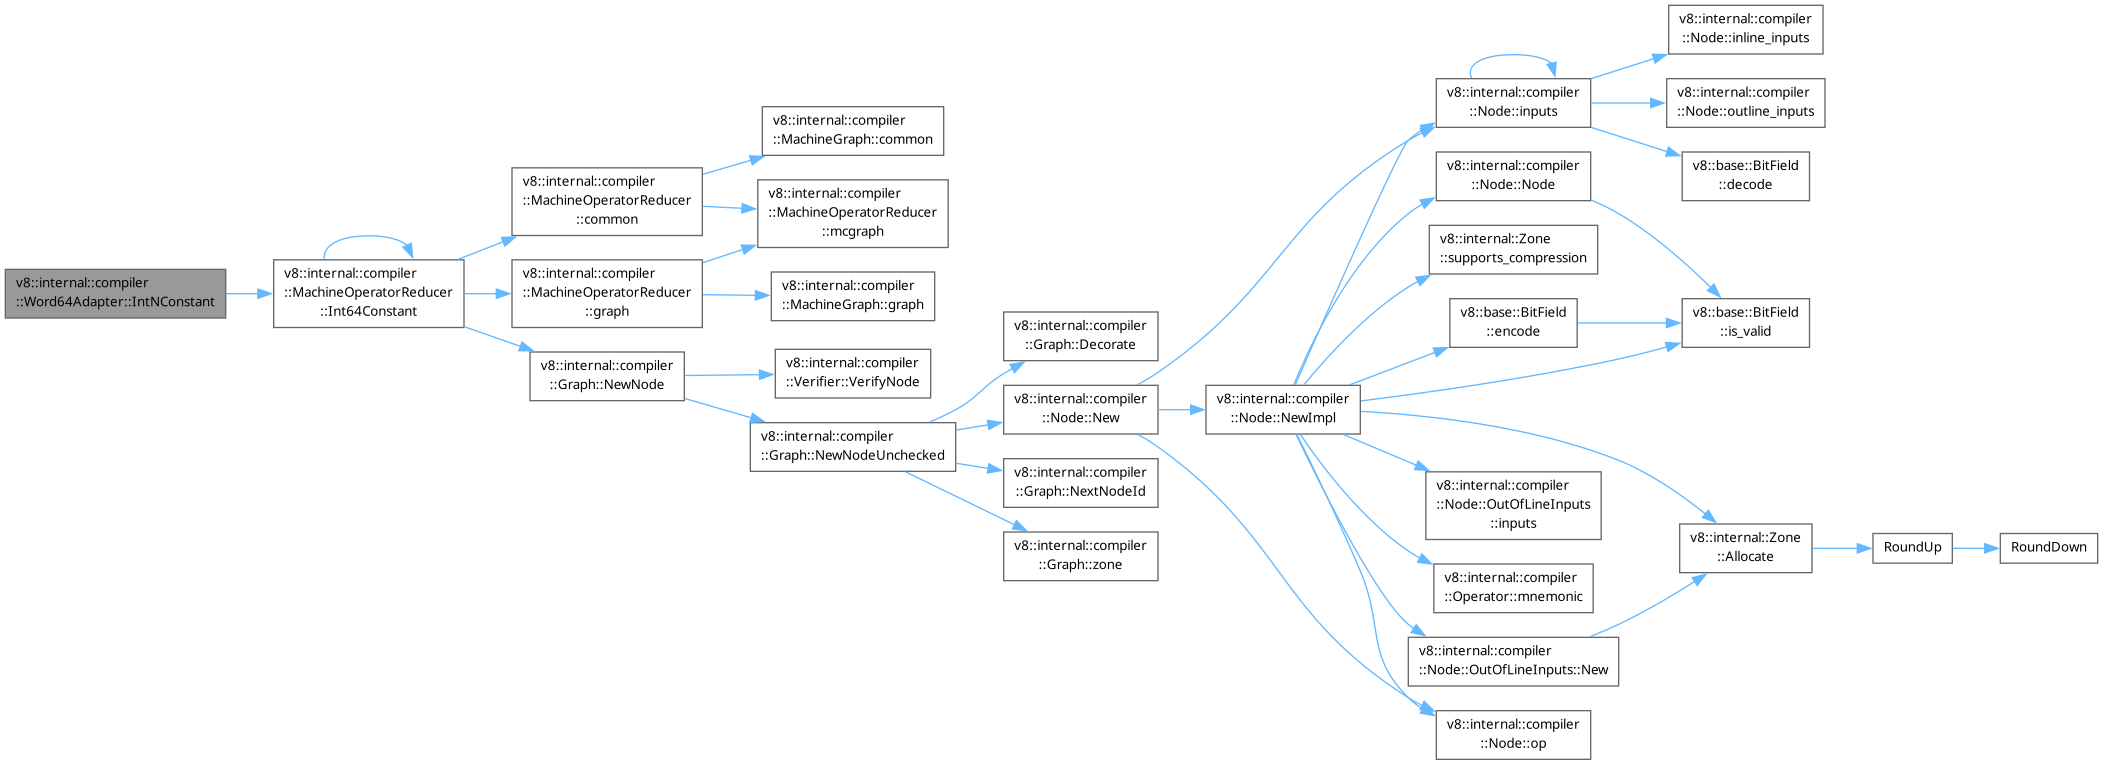 v8::internal::compiler
::Word64Adapter::IntNConstant
v8::internal::compiler
::MachineOperatorReducer
::Int64Constant
v8::internal::compiler
::MachineOperatorReducer
::common
v8::internal::compiler
::MachineGraph::common
v8::internal::compiler
::MachineOperatorReducer
::mcgraph
v8::internal::compiler
::MachineOperatorReducer
::graph
v8::internal::compiler
::MachineGraph::graph
v8::internal::compiler
::Graph::NewNode
v8::internal::compiler
::Verifier::VerifyNode
v8::internal::compiler
::Graph::NewNodeUnchecked
v8::internal::compiler
::Graph::Decorate
v8::internal::compiler
::Node::New
v8::internal::compiler
::Graph::NextNodeId
v8::internal::compiler
::Graph::zone
v8::internal::compiler
::Node::NewImpl
v8::internal::compiler
::Node::inputs
v8::internal::compiler
::Node::inline_inputs
v8::internal::compiler
::Node::outline_inputs
v8::base::BitField
::decode
v8::internal::compiler
::Node::Node
v8::internal::Zone
::supports_compression
v8::base::BitField
::encode
v8::base::BitField
::is_valid
v8::internal::compiler
::Node::OutOfLineInputs
::inputs
v8::internal::compiler
::Operator::mnemonic
v8::internal::compiler
::Node::OutOfLineInputs::New
v8::internal::compiler
::Node::op
v8::internal::Zone
::Allocate
RoundUp
RoundDown